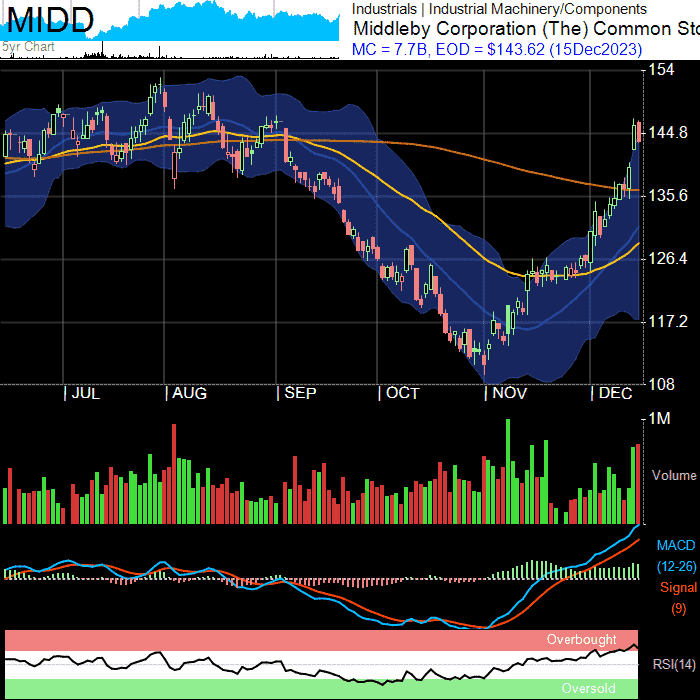 MIDD
5yr Chart
Industrials | Industrial Machinery/Components
Middleby Corporation (The) Common Sto
MC = 7.7B, EOD = $143.62 (15Dec2023)
154
144.8
135.6
126.4
117.2
108
| JUL | AUG | SEP | OCT | NOV | DEC
1M
Volume
MACD
(12-26)
Signal
(9)
Overbought
RSI(14)
Oversold